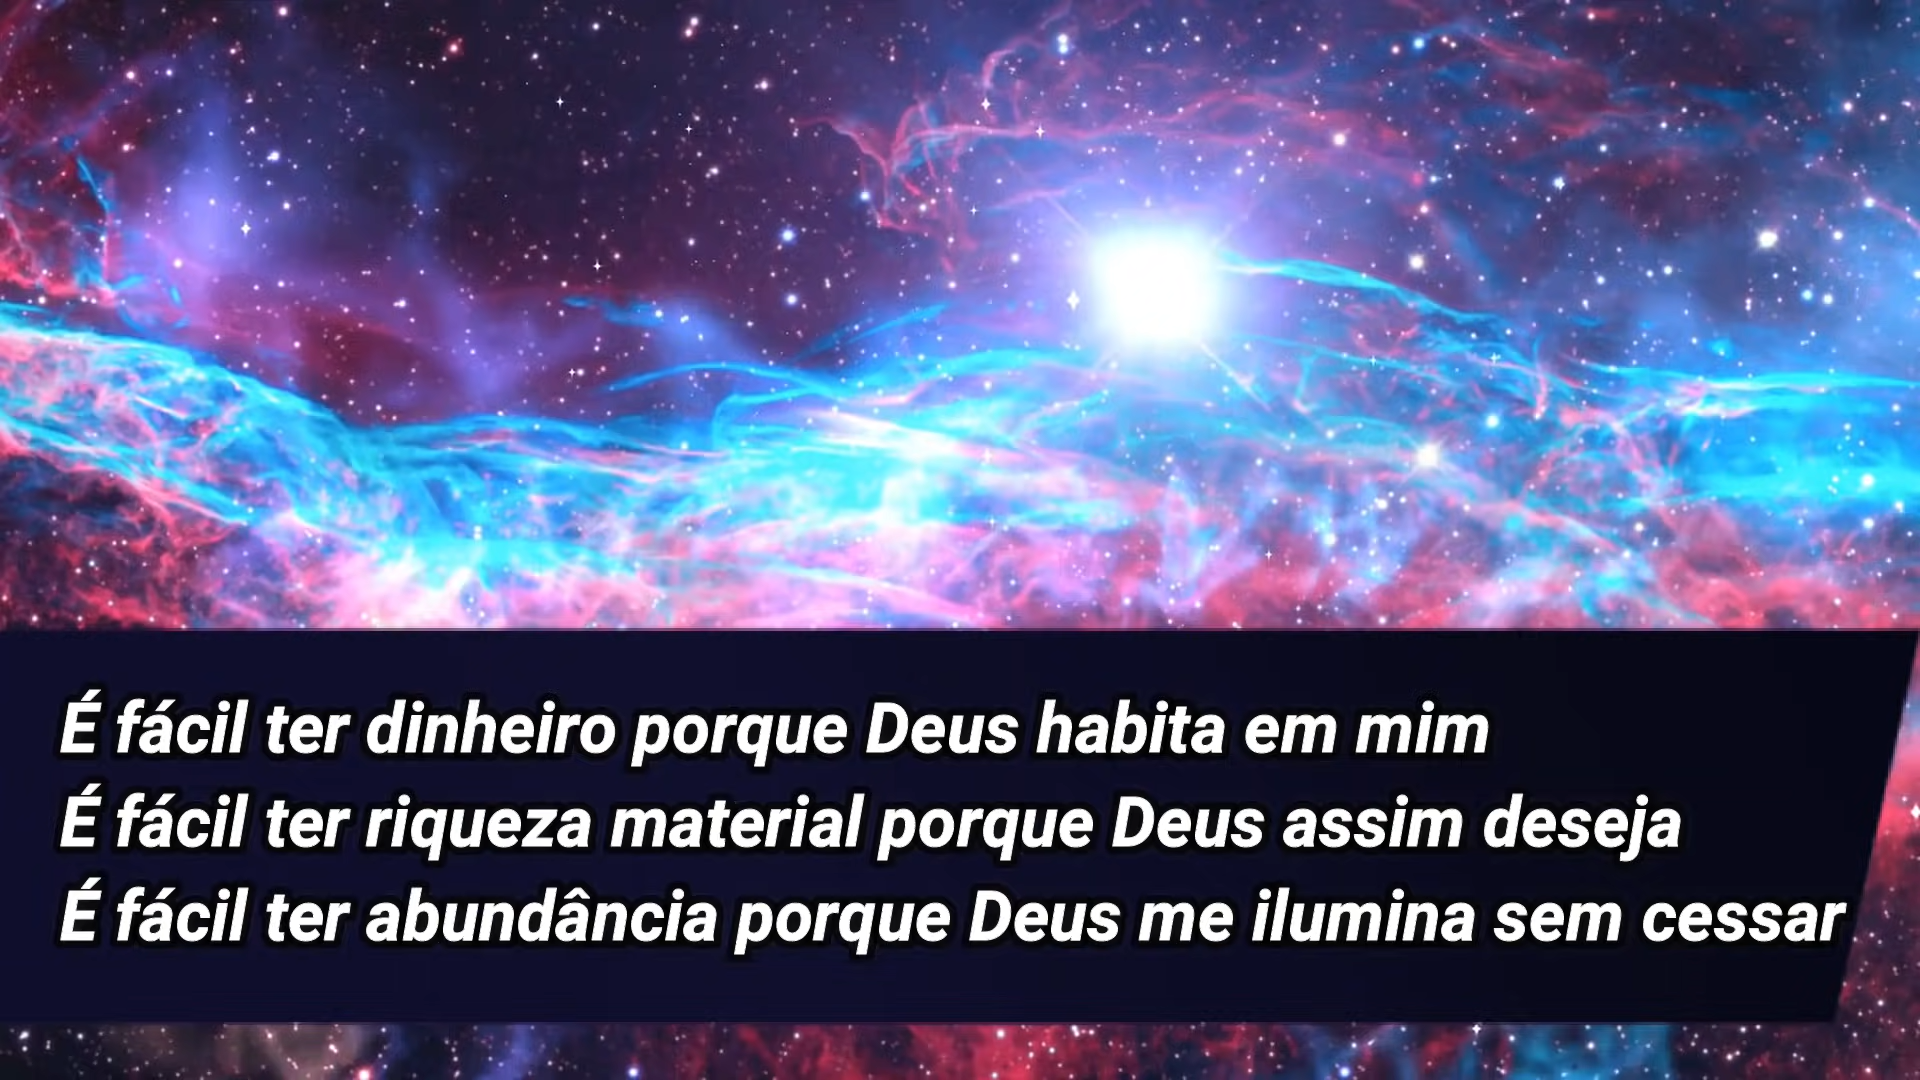 É fácil ter dinheiro porque Deus habita em mim
É fácil ter riqueza material porque Deus assim deseja
É fácil ter abundância porque Deus me ilumina sem cessar